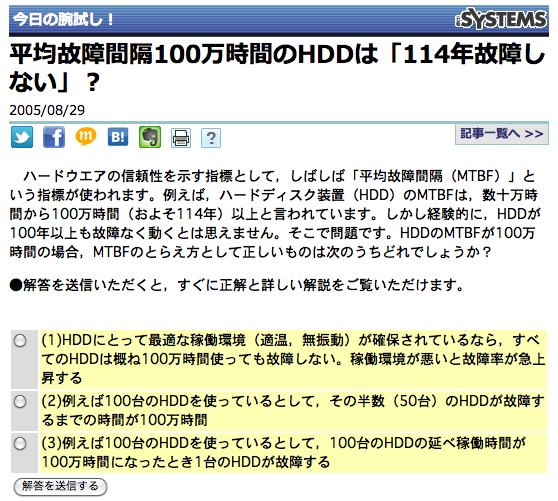 今日の腕試し！
日経SYSTEMS
平均故障間隔100万時間のHDDは「114年故障し
ない」？
2005/08/29
B!
?
記事一覧へ >>
ハードウエアの信頼性を示す指標として，しばしば「平均故障間隔（MTBF）」と
いう指標が使われます。例えば，ハードディスク装置（HDD）のMTBFは，数十万時
間から100万時間（およそ114年）以上と言われています。しかし経験的に，HDDが
100年以上も故障なく動くとは思えません。そこで問題です。HDDのMTBFが100万
時間の場合，MTBFのとらえ方として正しいものは次のうちどれでしょうか？
●解答を送信いただくと，すぐに正解と詳しい解説をご覧いただけます。
(1)HDDにとって最適な稼働環境（適温，無振動）が確保されているなら，すべ
てのHDDは概ね100万時間使っても故障しない。稼働環境が悪いと故障率が急上
昇する
(2)例えば100台のHDDを使っているとして，その半数（50台）のHDDが故障す
るまでの時間が100万時間
(3)例えば100台のHDDを使っているとして，100台のHDDの延べ稼働時間が
100万時間になったとき1台のHDDが故障する
解答を送信する